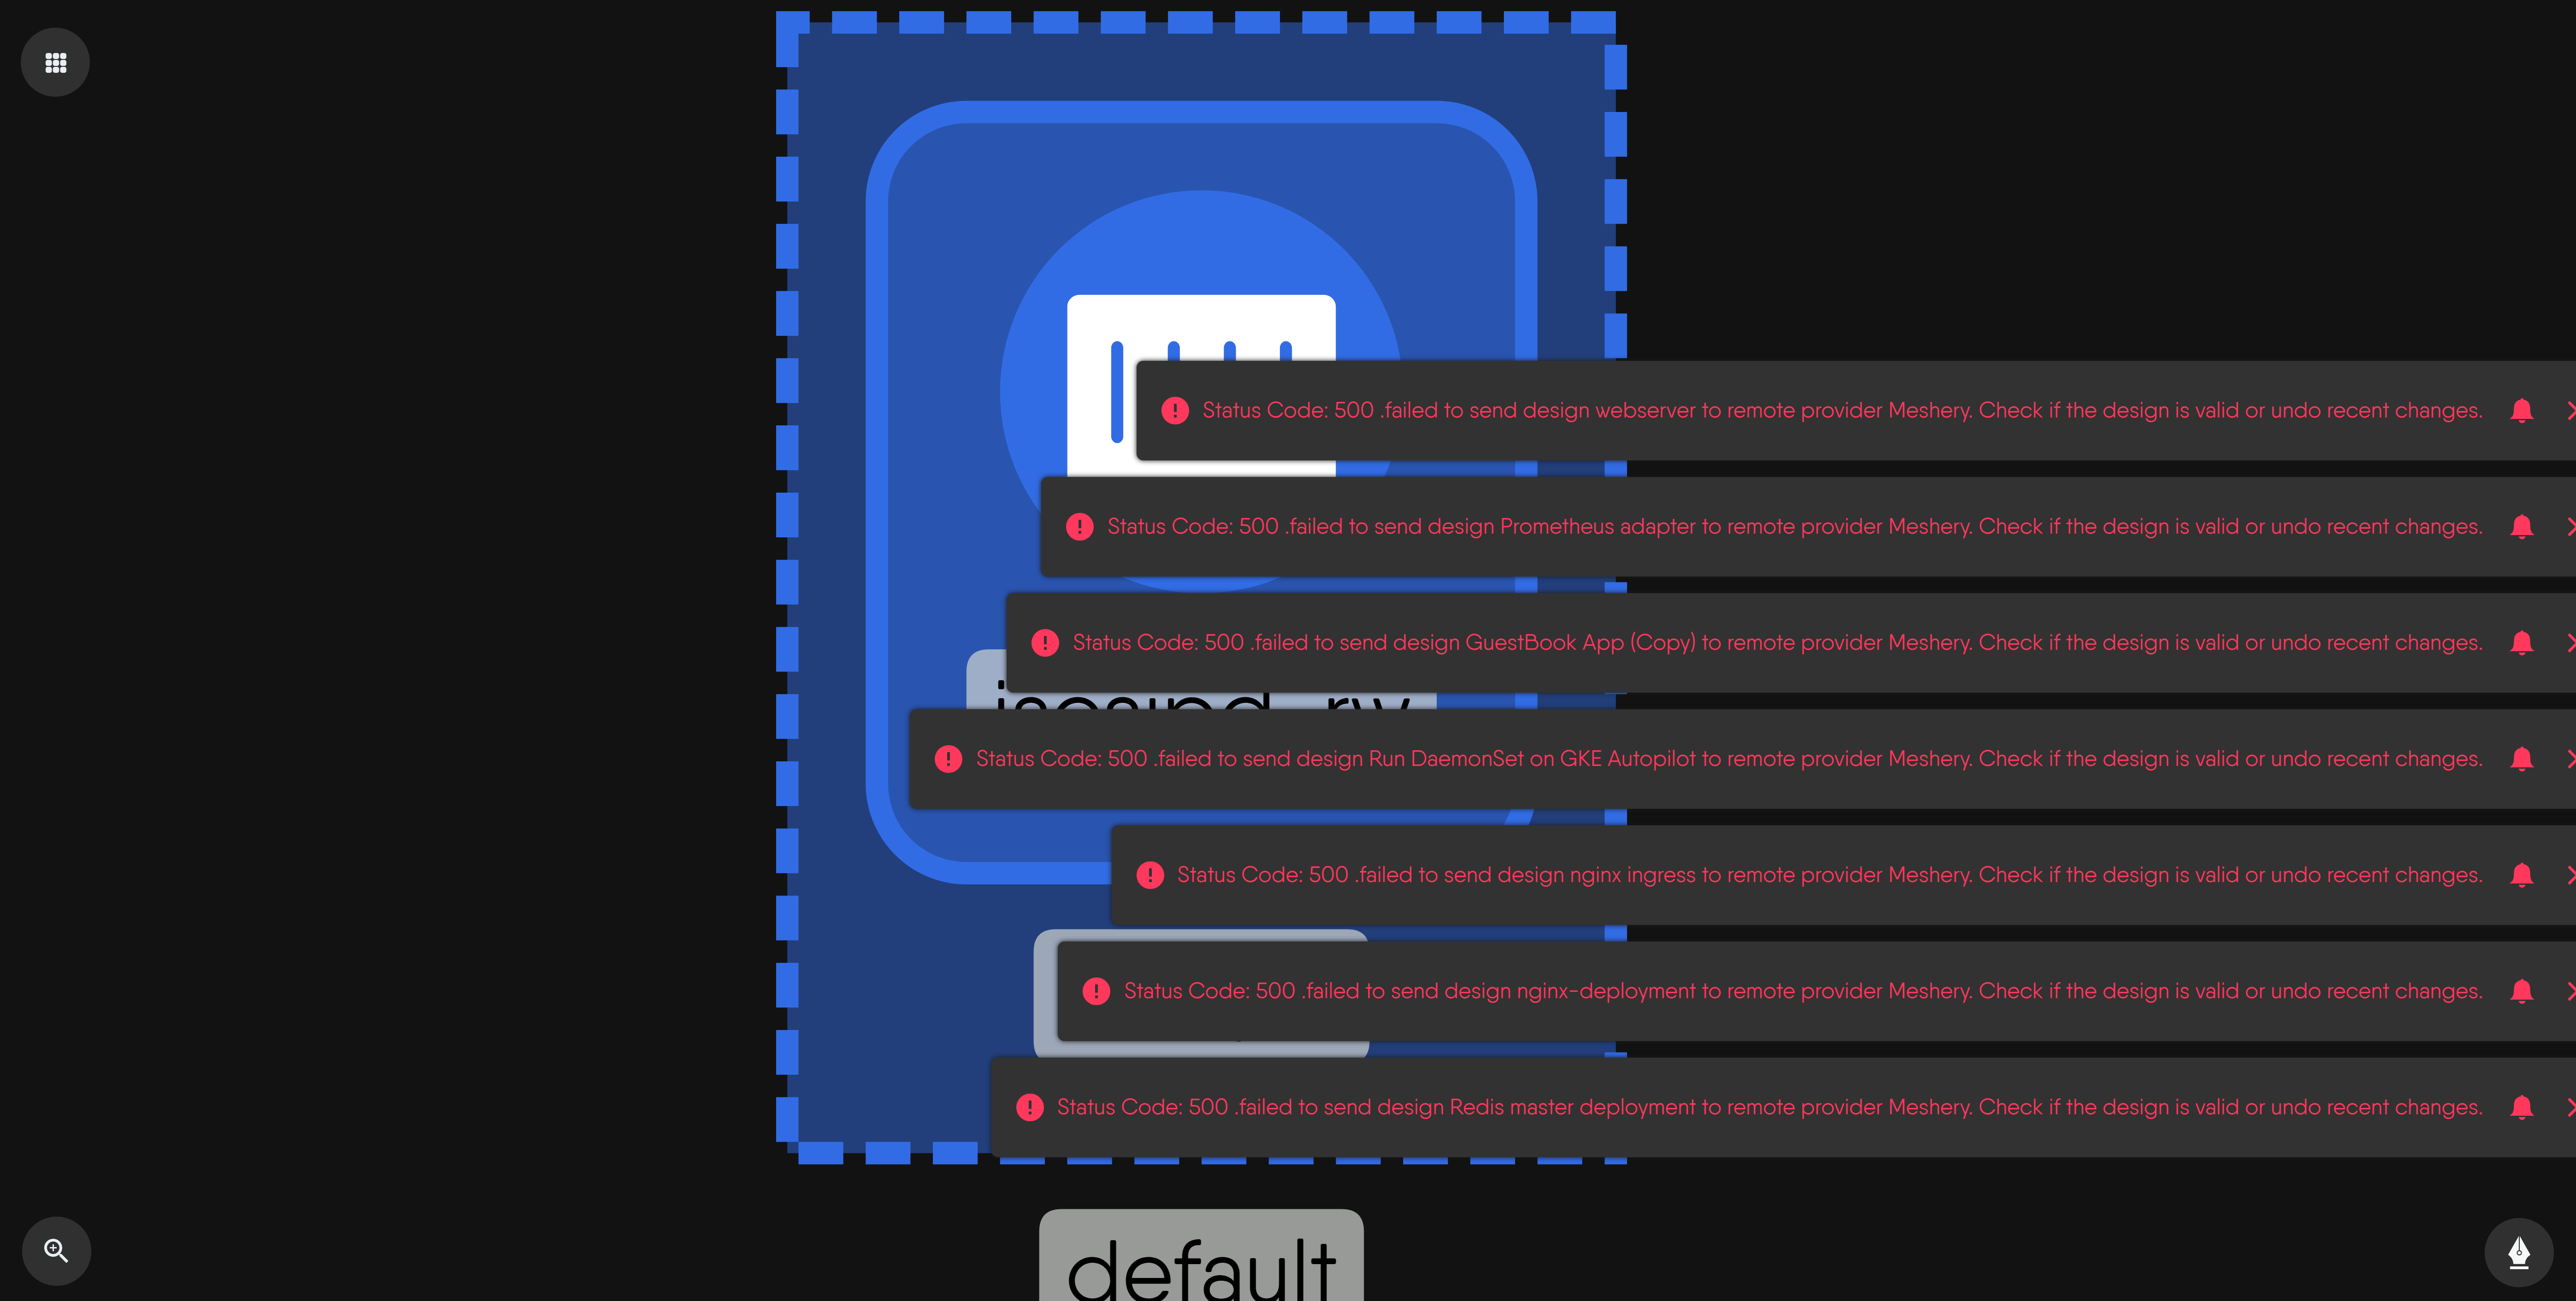 Status Code: 500 .failed to send design webserver to remote provider Meshery. Check if the design is valid or undo recent changes.
Status Code: 500 .failed to send design Prometheus adapter to remote provider Meshery. Check if the design is valid or undo recent changes.
Status Code: 500 .failed to send design GuestBook App (Copy) to remote provider Meshery. Check if the design is valid or undo recent changes.
Status Code: 500 .failed to send design Run DaemonSet on GKE Autopilot to remote provider Meshery. Check if the design is valid or undo recent changes.
Status Code: 500 .failed to send design nginx ingress to remote provider Meshery. Check if the design is valid or undo recent changes.
Status Code: 500 .failed to send design nginx-deployment to remote provider Meshery. Check if the design is valid or undo recent changes.
Status Code: 500 .failed to send design Redis master deployment to remote provider Meshery. Check if the design is valid or undo recent changes.
default